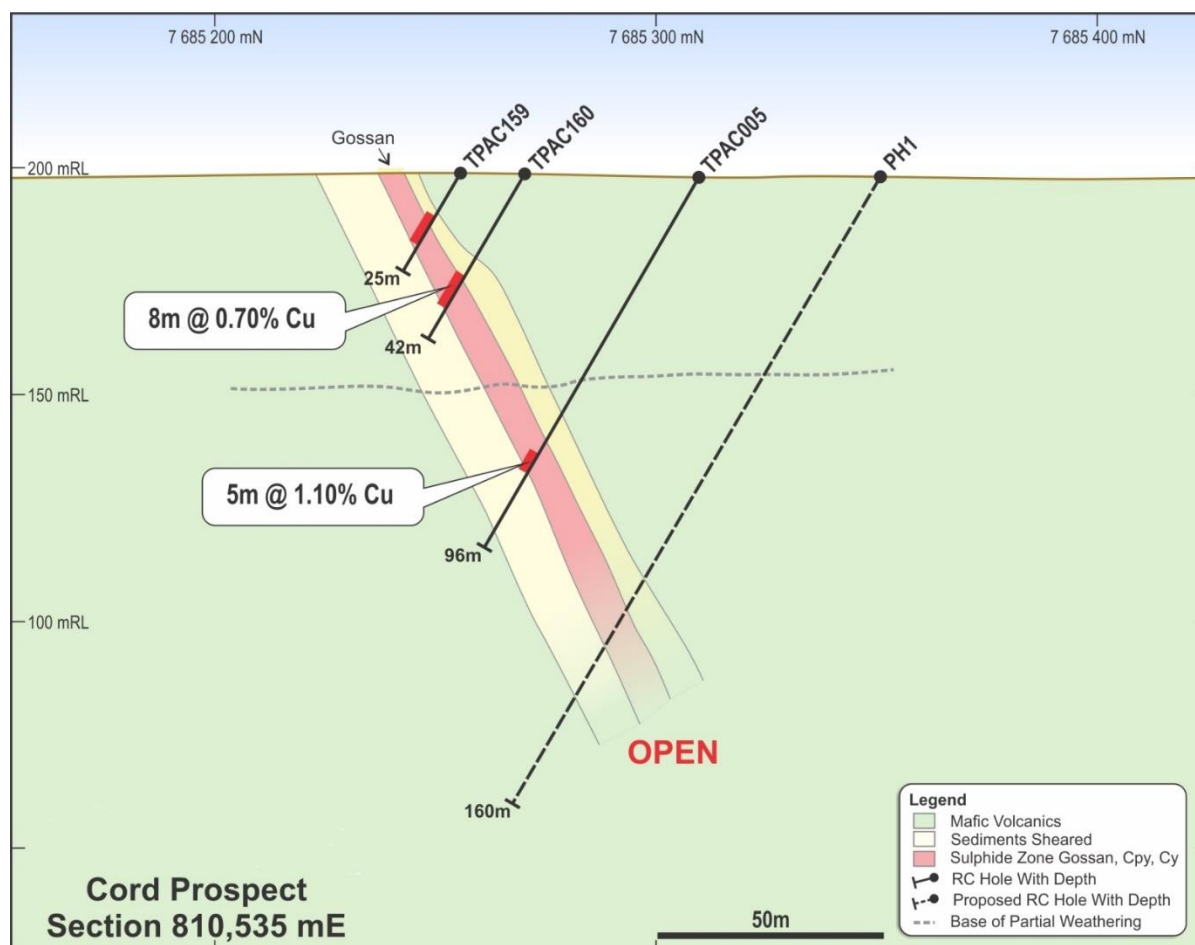 7 685 200 mN
7 685 300 mN
7 685 400 mN
Gossan
TPAC159
TPAC160
TPAC005
PH1
200 mRL
25m
8m @ 0.70% Cu
42m
150 mRL
5m @ 1.10% Cu
96m
100 mRL
OPEN
160m
Legend
Mafic Volcanics
Sediments Sheared
Sulphide Zone Gossan, Cpy, Cy
RC Hole With Depth
Proposed RC Hole With Depth
Base of Partial Weathering
Cord Prospect
Section 810,535 mE
50m